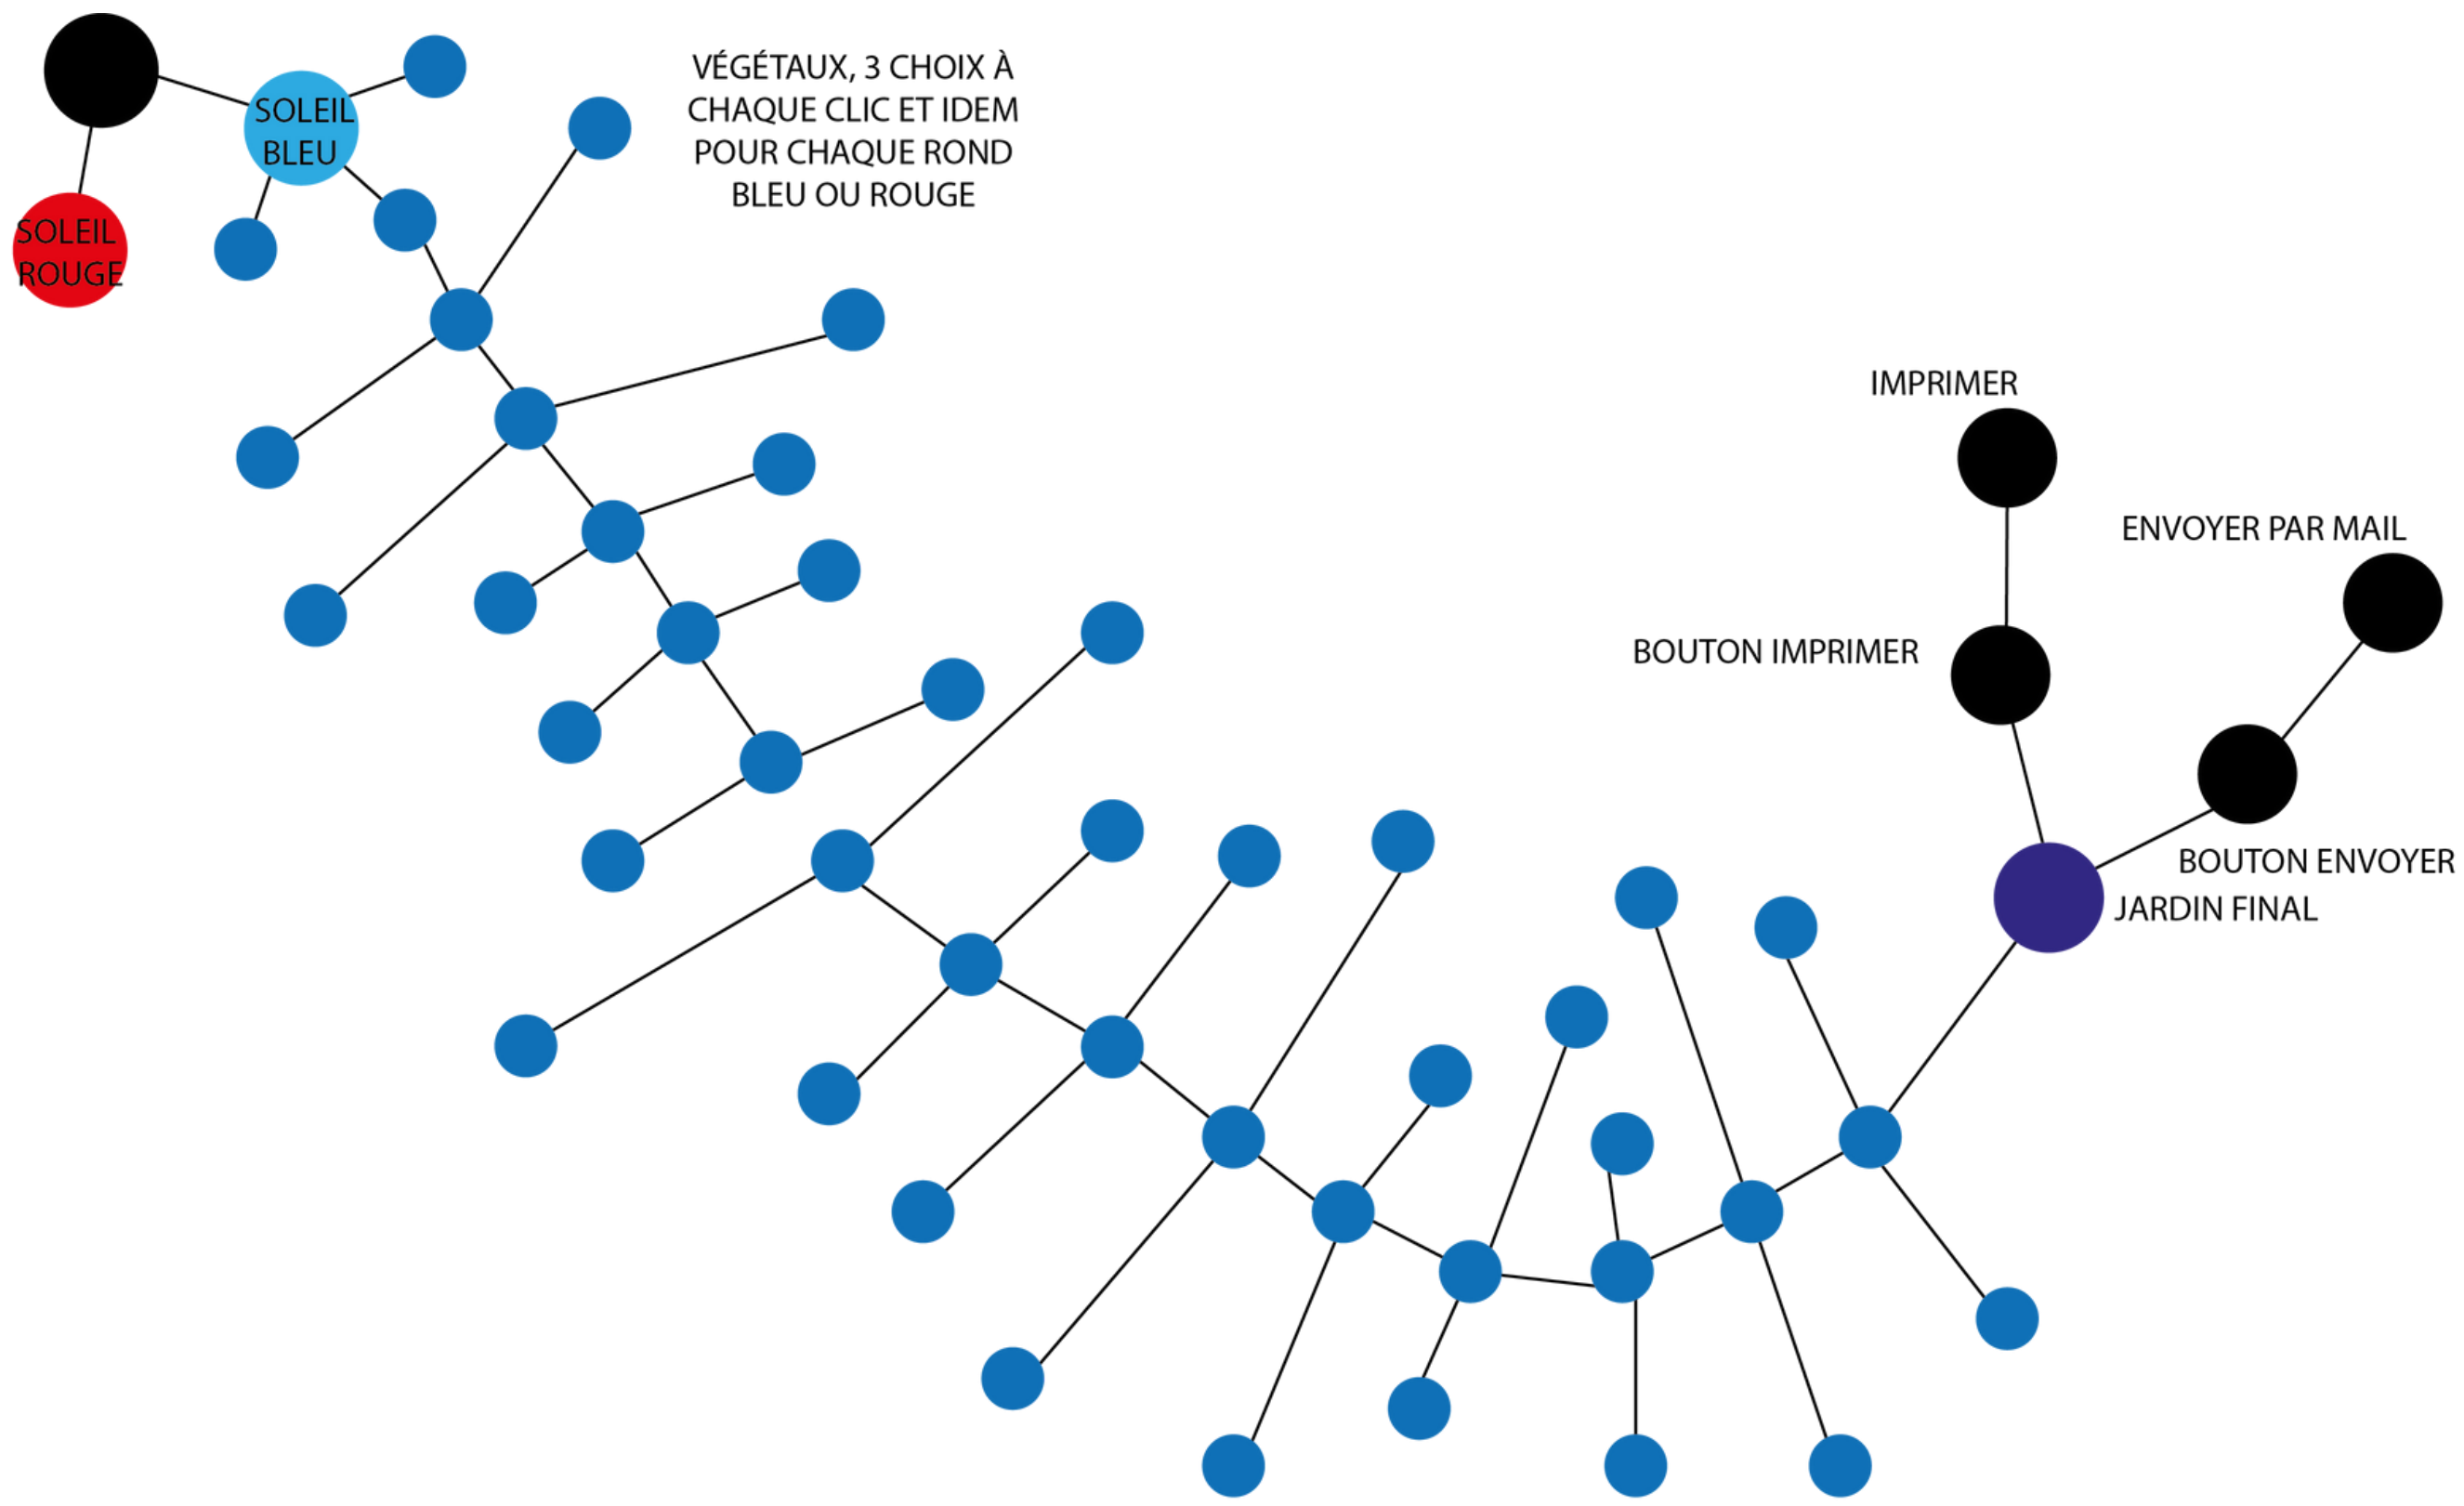 SOLEIL
BLEU
SOLEIL
ROUGE
VÉGÉTAUX, 3 CHOIX À
CHAQUE CLIC ET IDEM
POUR CHAQUE ROND
BLEU OU ROUGE
IMPRIMER
ENVOYER PAR MAIL
BOUTON IMPRIMER
BOUTON ENVOYER
JARDIN FINAL